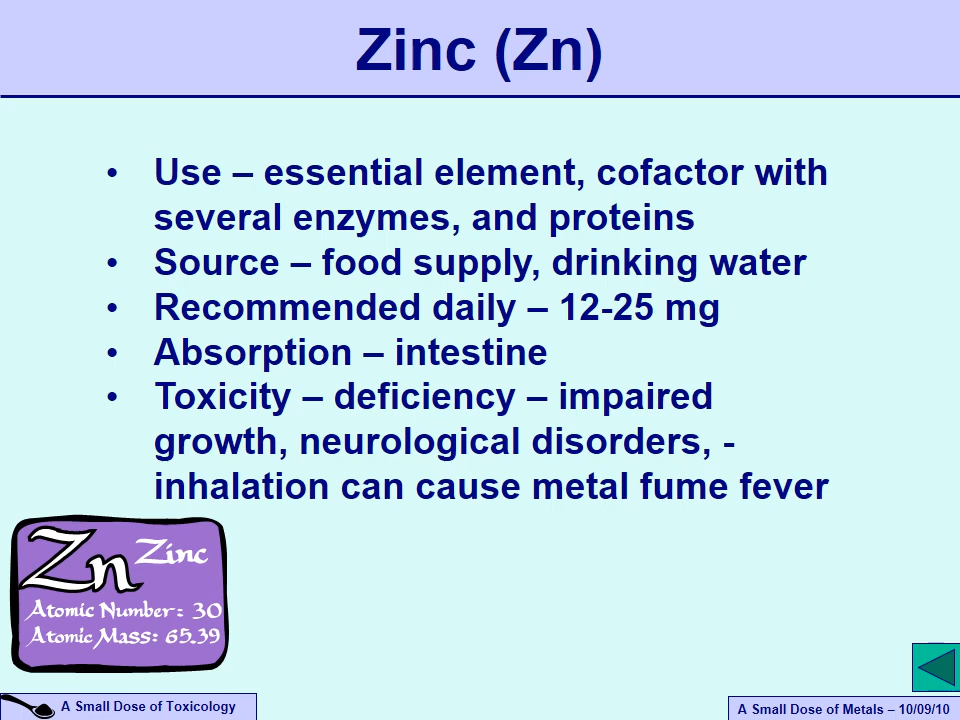 Zinc (Zn)
• Use – essential element, cofactor with
several enzymes, and proteins
• Source – food supply, drinking water
• Recommended daily – 12-25 mg
• Absorption – intestine
• Toxicity – deficiency – impaired
growth, neurological disorders, -
inhalation can cause metal fume fever
Zn Zinc
Atomic Number: 30
Atomic Mass: 65.39
A Small Dose of Toxicology
A Small Dose of Metals – 10/09/10